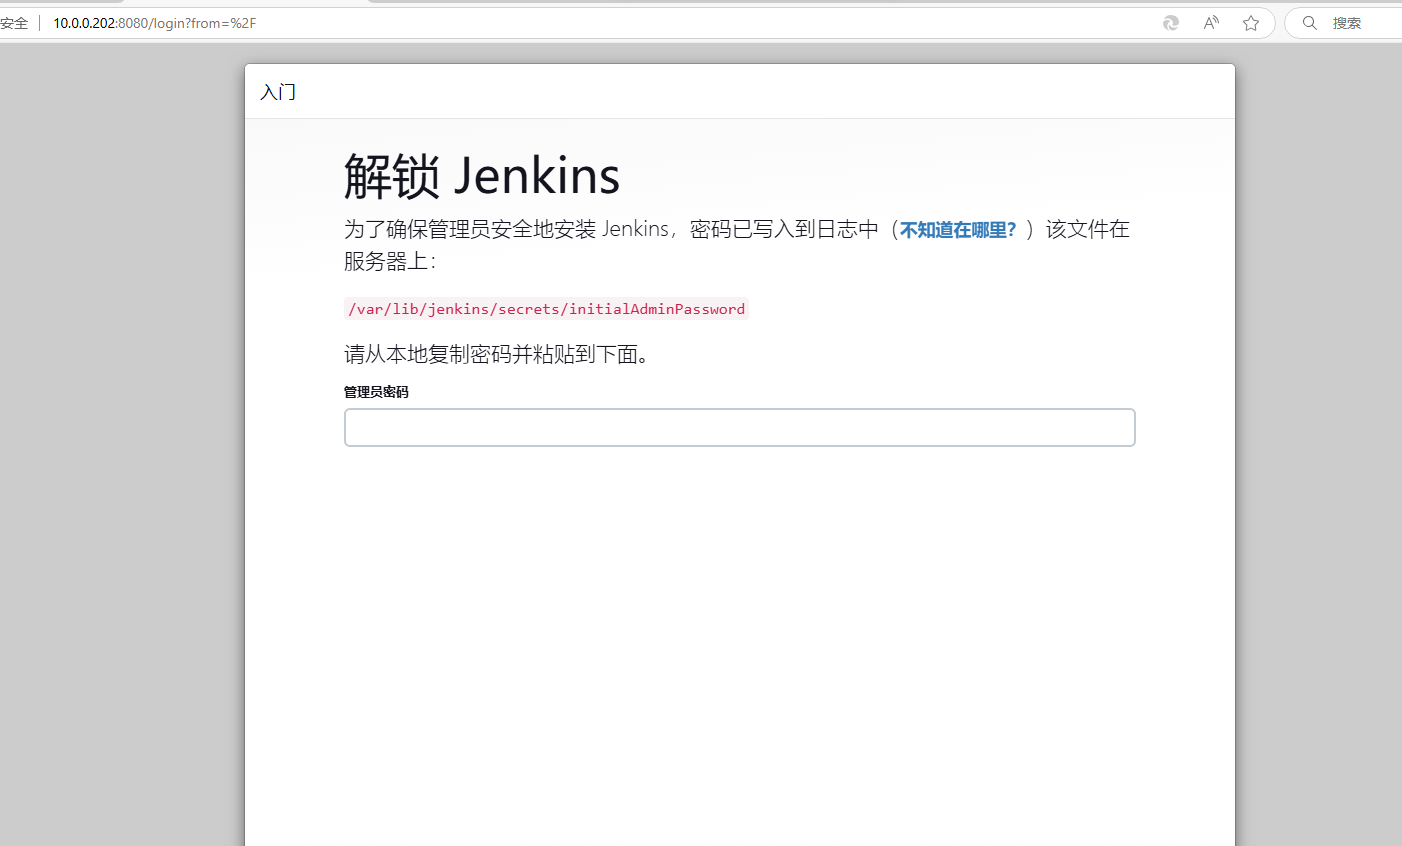 安全 10.0.0.202:8080/login?from=%2F 搜索
入门
解锁 Jenkins
为了确保管理员安全地安装 Jenkins，密码已写入到日志中（不知道在哪里？）该文件在
服务器上：
/var/lib/jenkins/secrets/initialAdminPassword
请从本地复制密码并粘贴到下面。
管理员密码